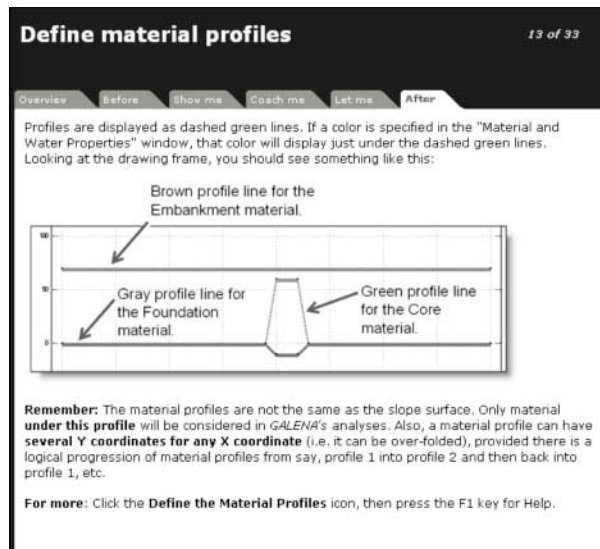 Define material profiles
13 of 33
Overview
Before
Show me
Coach me
Let me
After
Profiles are displayed as dashed green lines. If a color is specified in the "Material and
Water Properties" window, that color will display just under the dashed green lines.
Looking at the drawing frame, you should see something like this:
Brown profile line for the
Embankment material.
100
50
0
Gray profile line for
the Foundation
material.
Green profile line
for the Core
material.
Remember: The material profiles are not the same as the slope surface. Only material
under this profile will be considered in GALENA's analyses. Also, a material profile can have
several Y coordinates for any X coordinate (i.e. it can be over-folded), provided there is a
logical progression of material profiles from say, profile 1 into profile 2 and then back into
profile 1, etc.
For more: Click the Define the Material Profiles icon, then press the F1 key for Help.